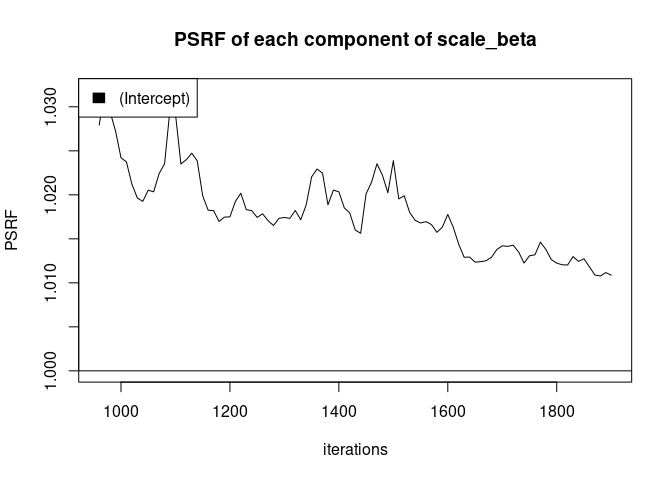 PSRF of each component of scale_beta
(Intercept)
PSRF
1.030
1.020
1.010
1.000
1000 1200 1400 1600 1800
iterations